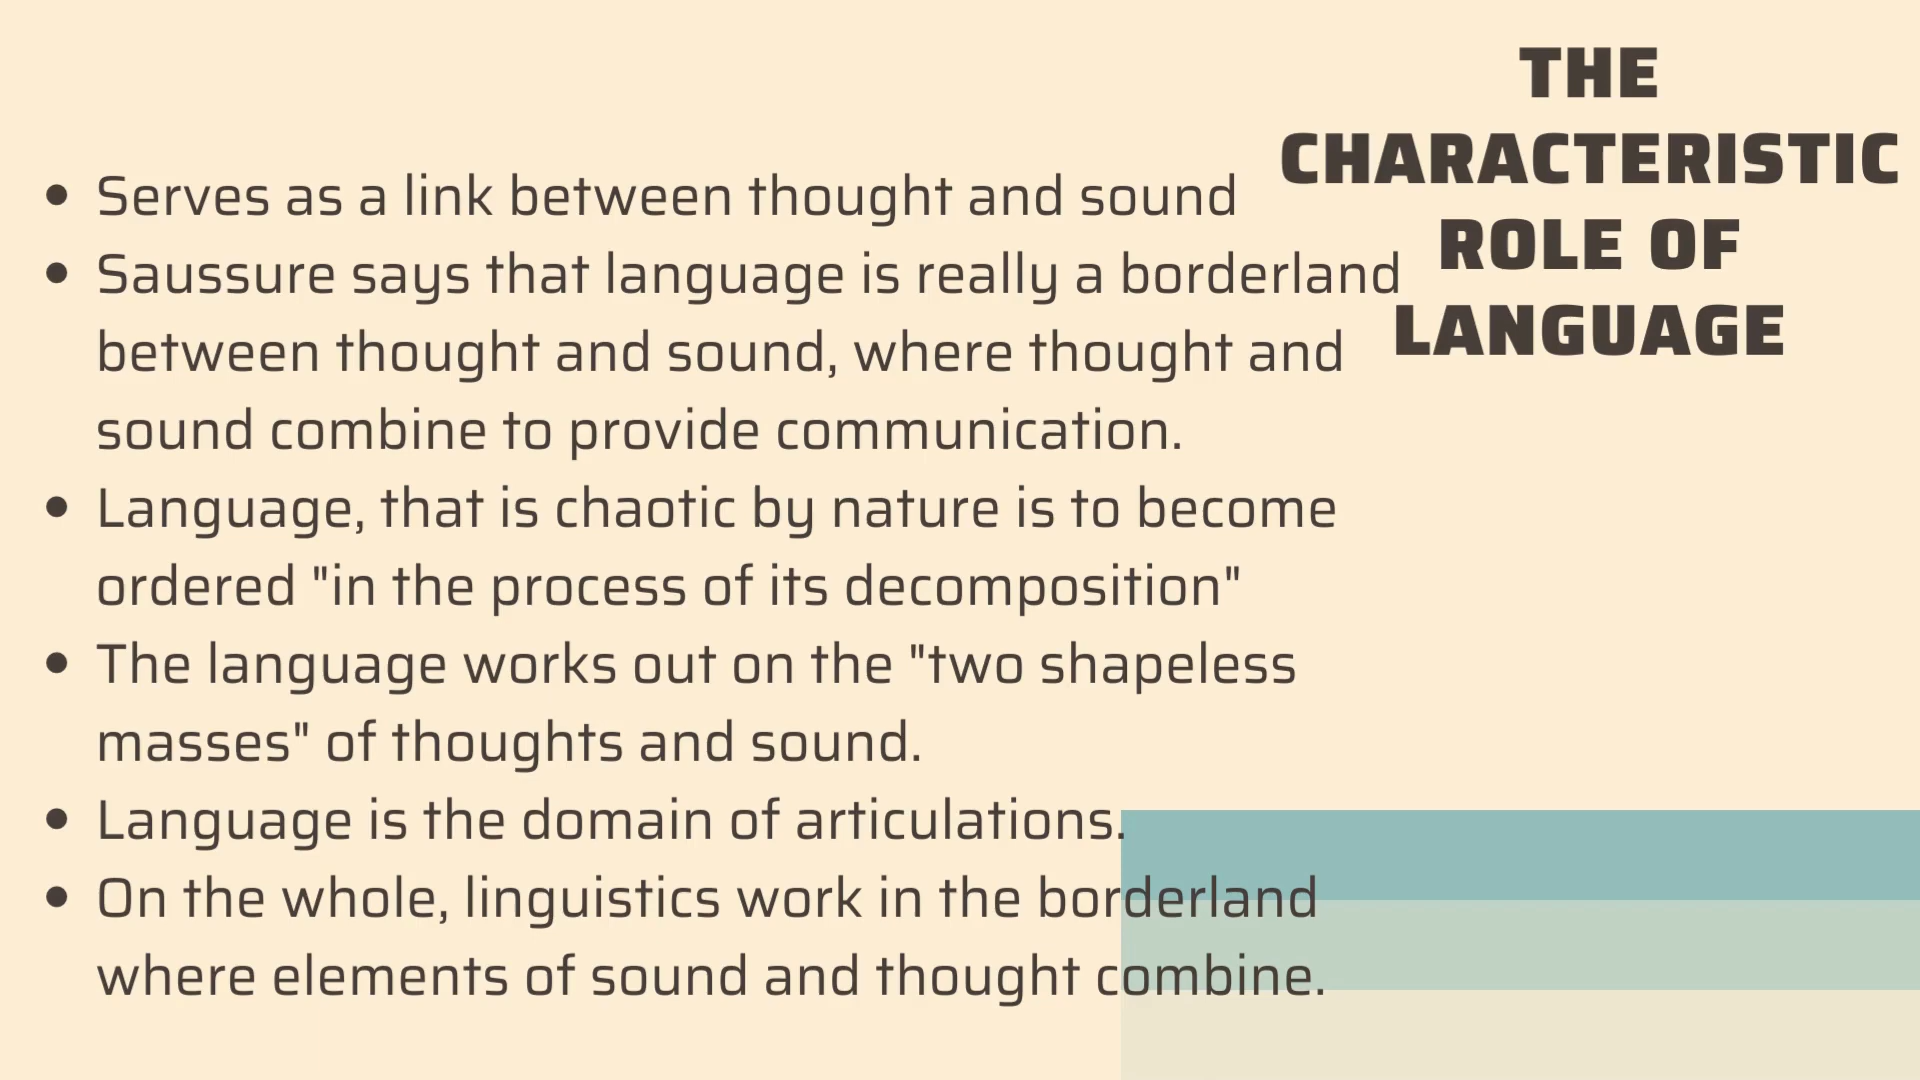 THE
CHARACTERISTIC
ROLE OF
LANGUAGE
• Serves as a link between thought and sound
• Saussure says that language is really a borderland
between thought and sound, where thought and
sound combine to provide communication.
• Language, that is chaotic by nature is to become
ordered "in the process of its decomposition"
• The language works out on the "two shapeless
masses" of thoughts and sound.
• Language is the domain of articulations.
• On the whole, linguistics work in the borderland
where elements of sound and thought combine.